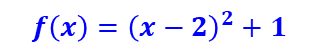 f(x) = (x − 2)² + 1